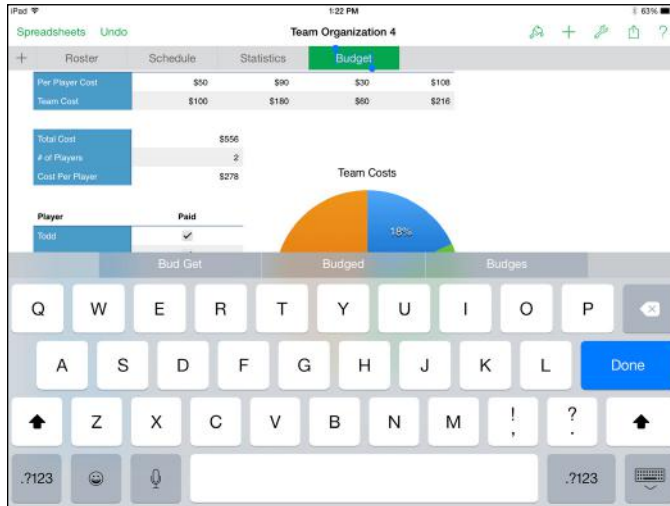 iPad 1:22 PM 63%
Spreadsheets Undo Team Organization 4 ?
+ Roster Schedule Statistics Budget
Per Player Cost $50 $90 $30 $108
Team Cost $100 $180 $60 $216
Total Cost $556
# of Players 2
Cost Per Player $278
Team Costs
Player Paid
Todd
18%
Bud Get Budged Budges
Q W E R T Y U I O P
A S D F G H J K L Done
Z X C V B N M ! , ? .
.?123 .?123